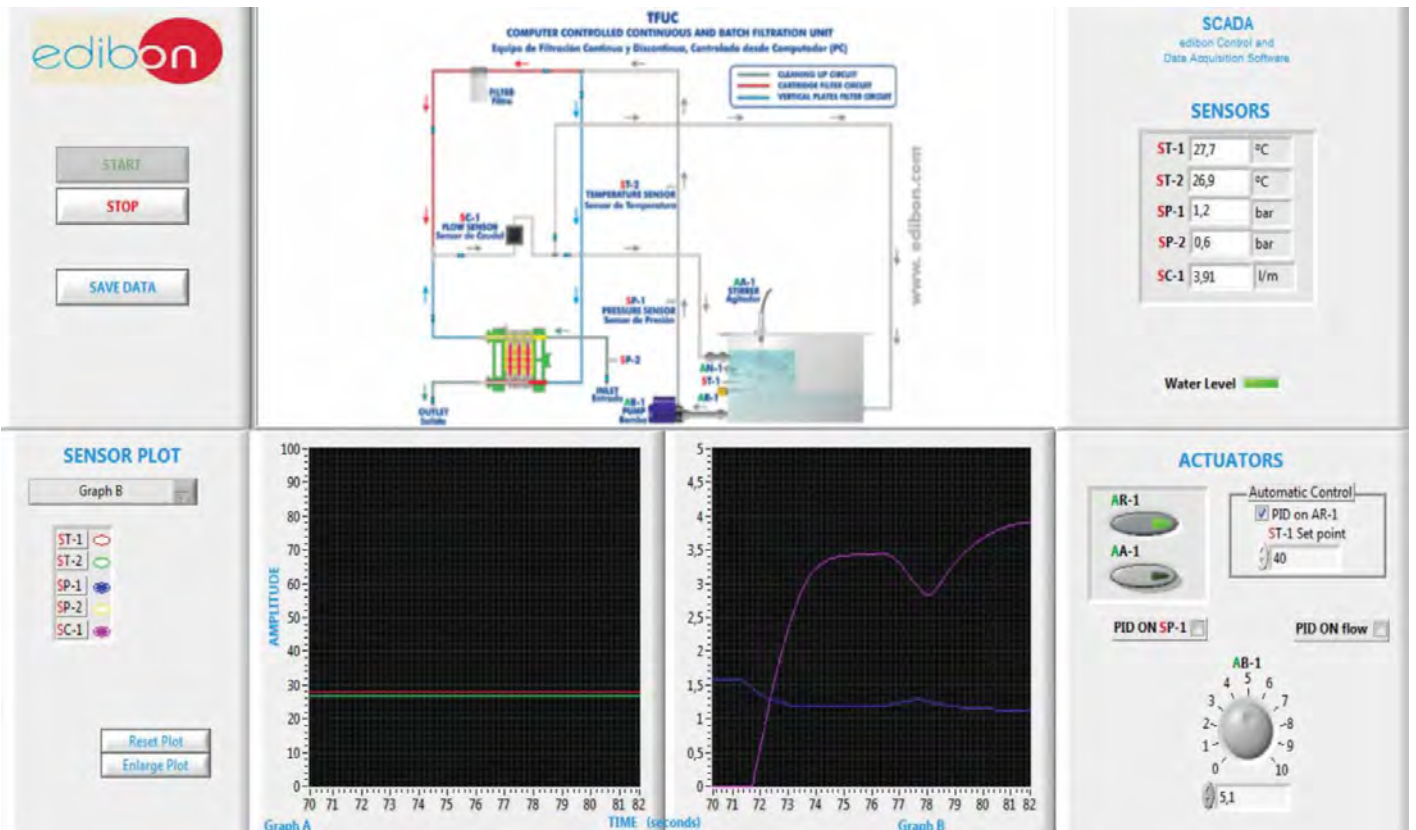 edibon
START
STOP
SAVE DATA
TFUC
COMPUTER CONTROLLED CONTINUOUS AND BATCH FILTRATION UNIT
Equipo de Filtración Continua y Discontinua, Controlado desde Computador (PC)
CLEANING UP CIRCUIT
CARTRIDGE FILTER CIRCUIT
VERTICAL PLATES FILTER CIRCUIT
FILTER
Filtro
ST-2
TEMPERATURE SENSOR
Sensor de Temperatura
SC-1
FLOW SENSOR
Sensor de Caudal
AA-1
STIRRER
Agitador
SP-1
PRESSURE SENSOR
Sensor de Presión
SP-2
INLET
Entrada
OUTLET
Salida
AB-1
PUMP
Bomba
AN-1
ST-1
AR-1
www. edibon.com
SCADA
edibon Control and
Data Acquisition Software
SENSORS
ST-1 27,7 ºC
ST-2 26,9 ºC
SP-1 1,2 bar
SP-2 0,6 bar
SC-1 3,91 l/m
Water Level
SENSOR PLOT
Graph B
ST-1
ST-2
SP-1
SP-2
SC-1
Reset Plot
Enlarge Plot
AMPLITUDE
100
90
80
70
60
50
40
30
20
10
0
70 71 72 73 74 75 76 77 78 79 80 81 82
Graph A
TIME (seconds)
5
4,5
4
3,5
3
2,5
2
1,5
1
0,5
0
70 71 72 73 74 75 76 77 78 79 80 81 82
Graph B
ACTUATORS
AR-1
AA-1
Automatic Control
PID on AR-1
ST-1 Set point
40
PID ON SP-1
PID ON flow
AB-1
0 1 2 3 4 5 6 7 8 9 10
5,1